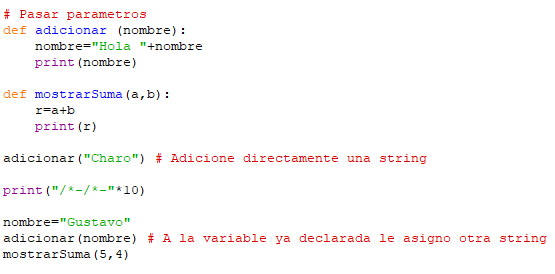 # Pasar parametros
def adicionar (nombre):
    nombre="Hola "+nombre
    print(nombre)

def mostrarSuma(a,b):
    r=a+b
    print(r)

adicionar("Charo") # Adicione directamente una string

print("/*-/*-"*10)

nombre="Gustavo"
adicionar(nombre) # A la variable ya declarada le asigno otra string
mostrarSuma(5,4)